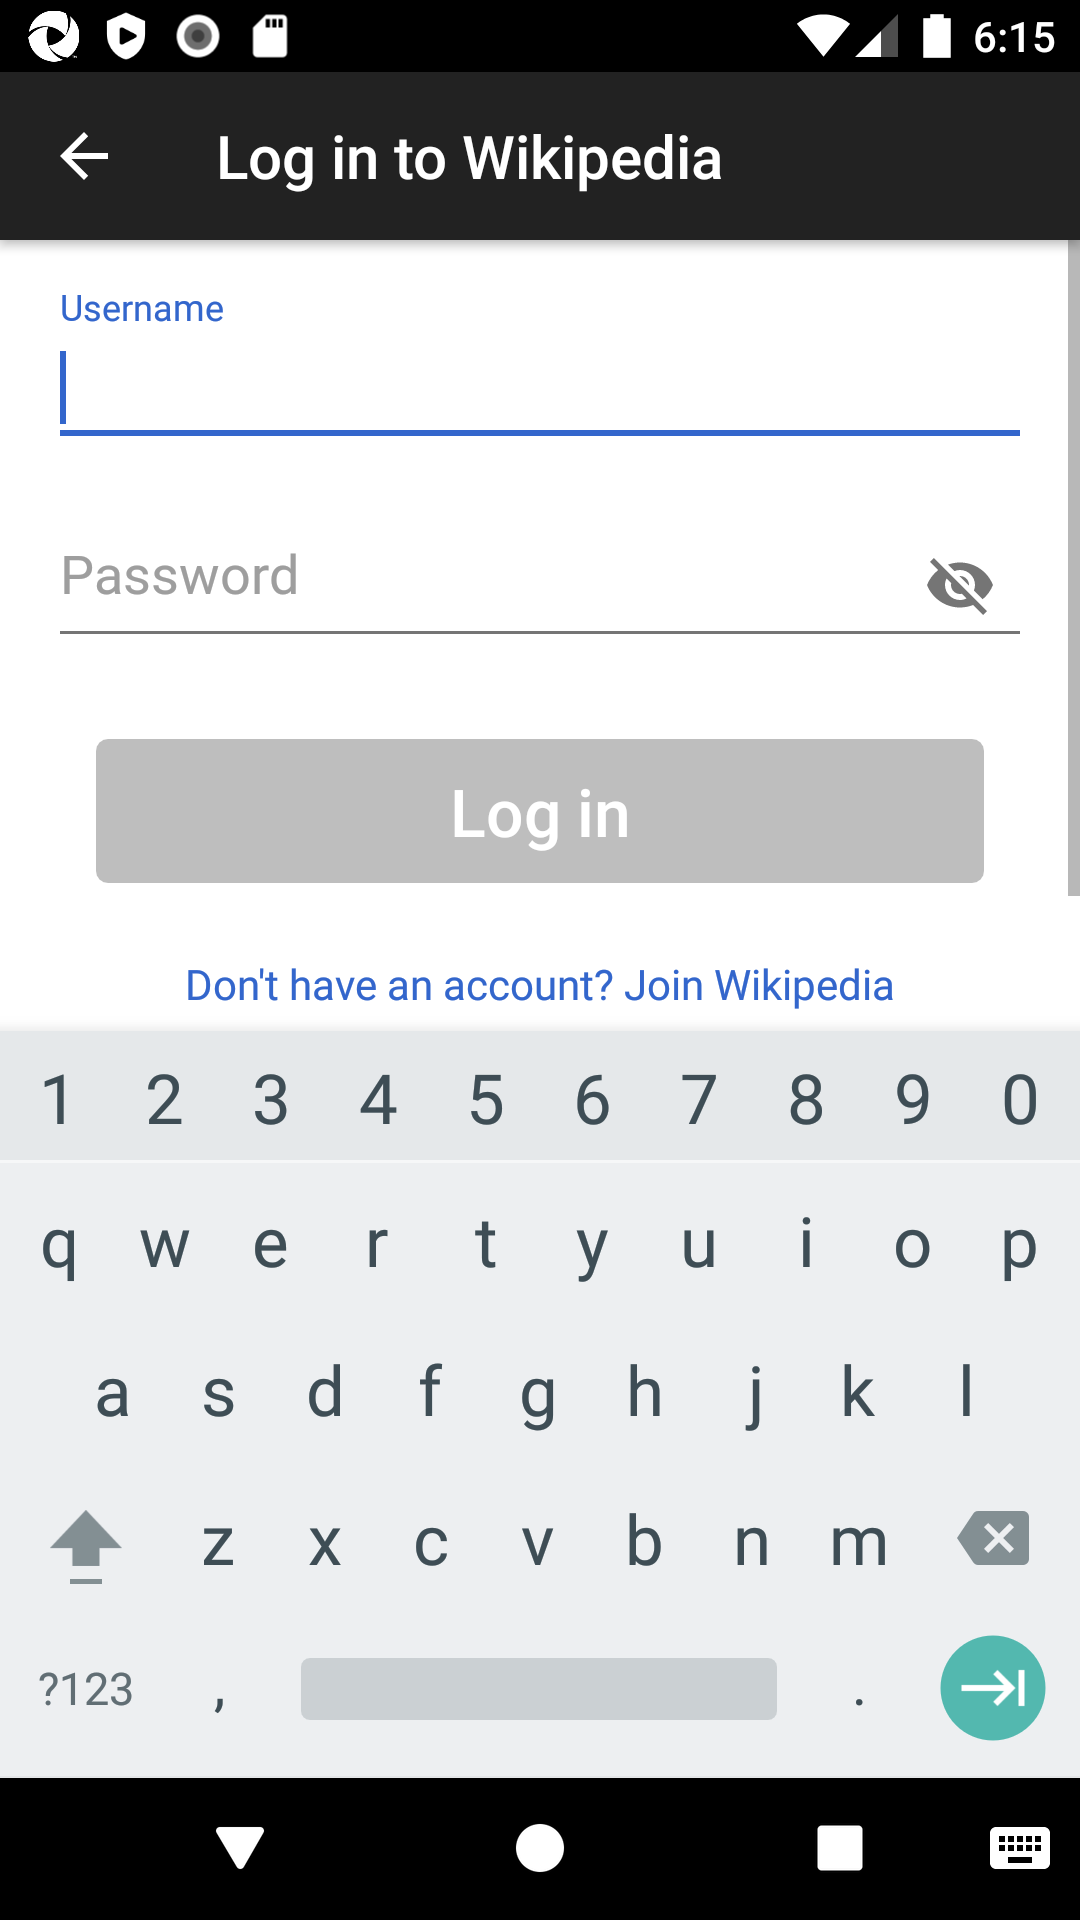 6:15
Log in to Wikipedia
Username
Password
Log in
Don't have an account? Join Wikipedia
1 2 3 4 5 6 7 8 9 0
q w e r t y u i o p
a s d f g h j k l
z x c v b n m
?123 , .